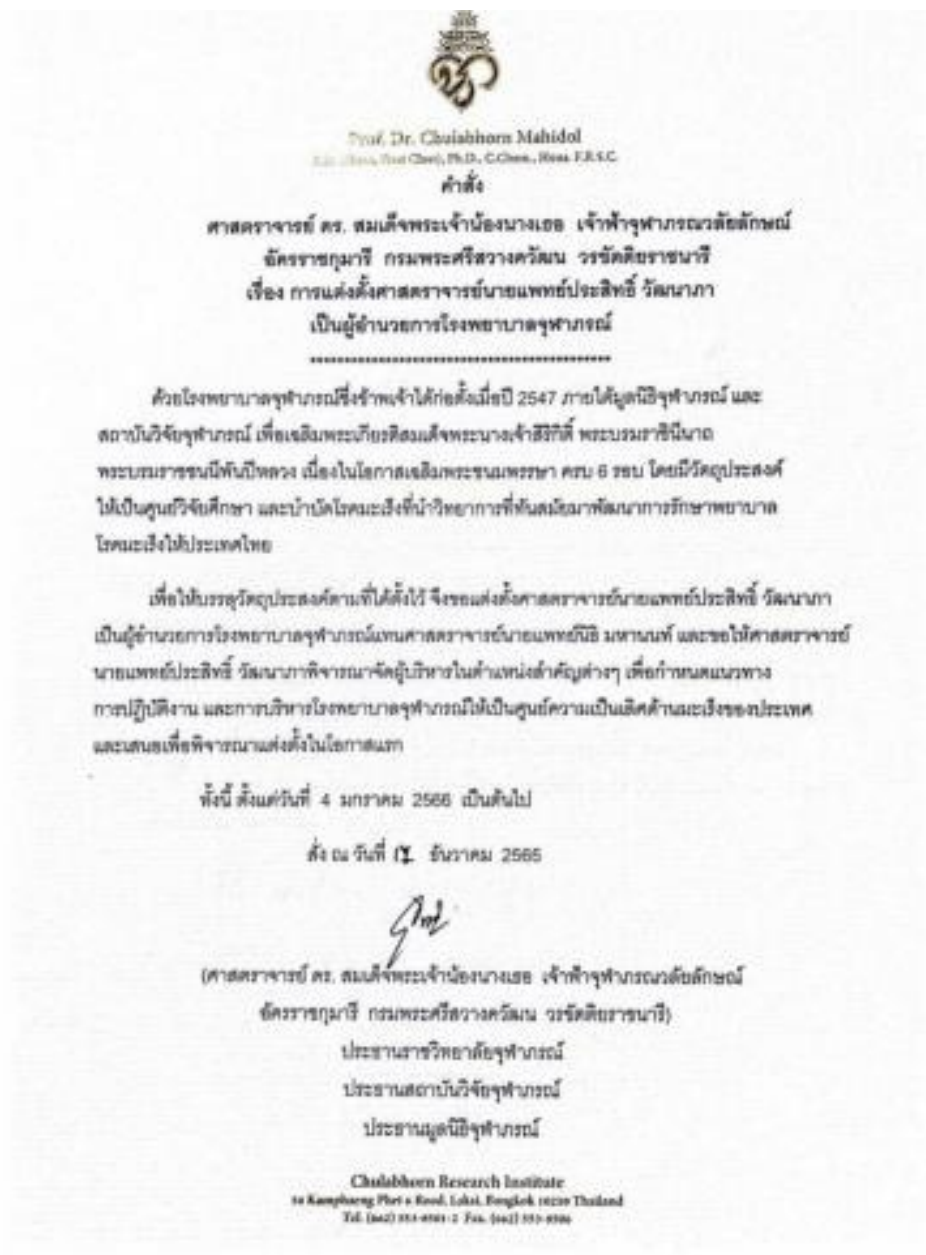 Prof. Dr. Chulabhorn Mahidol
Ph.D., C.Chem., Hons. F.R.S.C.
คำสั่ง
ศาสตราจารย์ ดร. สมเด็จพระเจ้าน้องนางเธอ เจ้าฟ้าจุฬาภรณวลัยลักษณ์
อัครราชกุมารี กรมพระศรีสวางควัฒน วรขัตติยราชนารี
เรื่อง การแต่งตั้งศาสตราจารย์นายแพทย์ประสิทธิ์ วัฒนาภา
เป็นผู้อำนวยการโรงพยาบาลจุฬาภรณ์
ด้วยโรงพยาบาลจุฬาภรณ์ซึ่งข้าพเจ้าได้ก่อตั้งเมื่อปี 2547 ภายใต้มูลนิธิจุฬาภรณ์ และ
สถาบันวิจัยจุฬาภรณ์ เพื่อเฉลิมพระเกียรติสมเด็จพระนางเจ้าสิริกิติ์ พระบรมราชินีนาถ
พระบรมราชชนนีพันปีหลวง เนื่องในโอกาสเฉลิมพระชนมพรรษา ครบ 6 รอบ โดยมีวัตถุประสงค์
ให้เป็นศูนย์วิจัยศึกษา และบำบัดโรคมะเร็งที่นำวิทยาการที่ทันสมัยมาพัฒนาการรักษาพยาบาล
โรคมะเร็งให้ประเทศไทย
เพื่อให้บรรลุวัตถุประสงค์ตามที่ได้ตั้งไว้ จึงขอแต่งตั้งศาสตราจารย์นายแพทย์ประสิทธิ์ วัฒนาภา
เป็นผู้อำนวยการโรงพยาบาลจุฬาภรณ์แทนศาสตราจารย์นายแพทย์นิธิ มหานนท์ และขอให้ศาสตราจารย์
นายแพทย์ประสิทธิ์ วัฒนาภาพิจารณาจัดผู้บริหารในตำแหน่งสำคัญต่างๆ เพื่อกำหนดแนวทาง
การปฏิบัติงาน และการบริหารโรงพยาบาลจุฬาภรณ์ให้เป็นศูนย์ความเป็นเลิศด้านมะเร็งของประเทศ
และเสนอเพื่อพิจารณาแต่งตั้งในโอกาสแรก
ทั้งนี้ ตั้งแต่วันที่ 4 มกราคม 2566 เป็นต้นไป
สั่ง ณ วันที่ ธันวาคม 2565
(ศาสตราจารย์ ดร. สมเด็จพระเจ้าน้องนางเธอ เจ้าฟ้าจุฬาภรณวลัยลักษณ์
อัครราชกุมารี กรมพระศรีสวางควัฒน วรขัตติยราชนารี)
ประธานราชวิทยาลัยจุฬาภรณ์
ประธานสถาบันวิจัยจุฬาภรณ์
ประธานมูลนิธิจุฬาภรณ์
Chulabhorn Research Institute
Kamphaeng Phet 6 Road, Laksi, Bangkok 10210 Thailand
Tel. (662) Fax. (662)